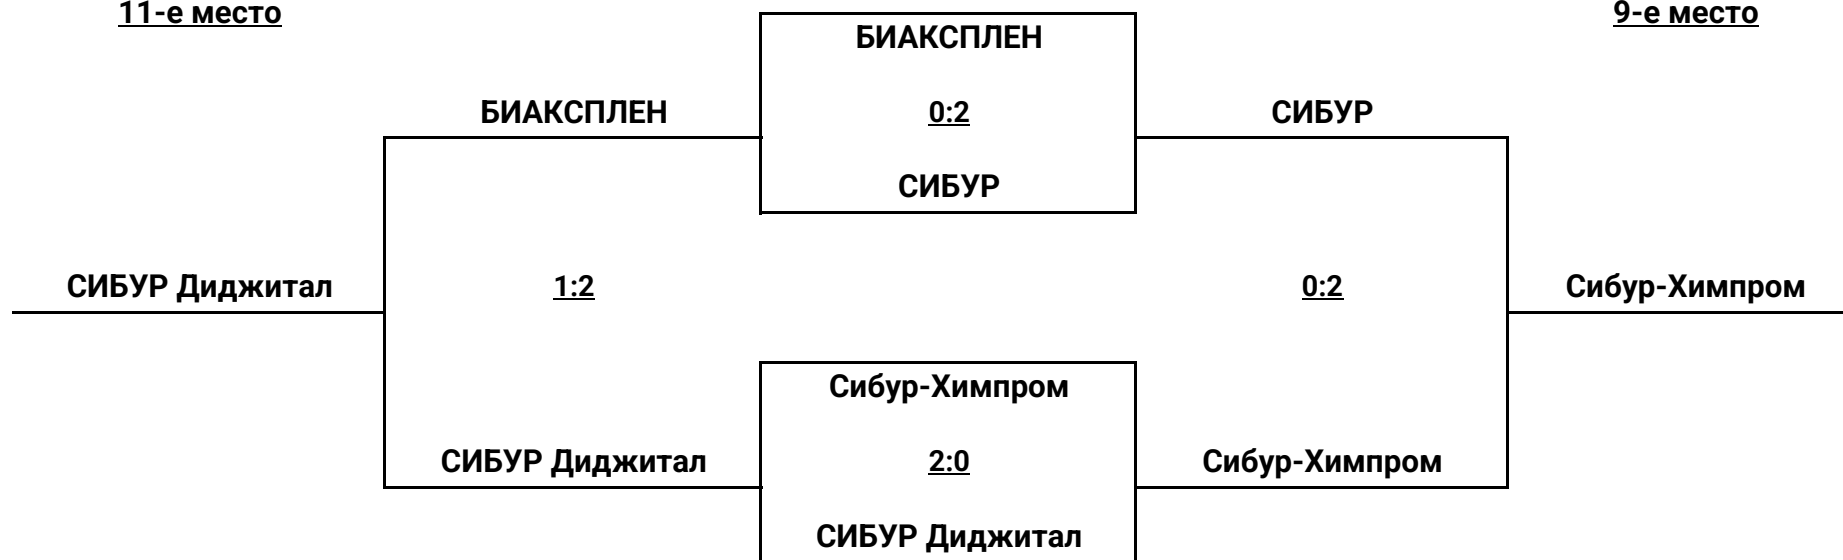 11-е место
9-е место
БИАКСПЛЕН
БИАКСПЛЕН
0:2
СИБУР
СИБУР
СИБУР Диджитал
1:2
0:2
Сибур-Химпром
Сибур-Химпром
СИБУР Диджитал
2:0
Сибур-Химпром
СИБУР Диджитал